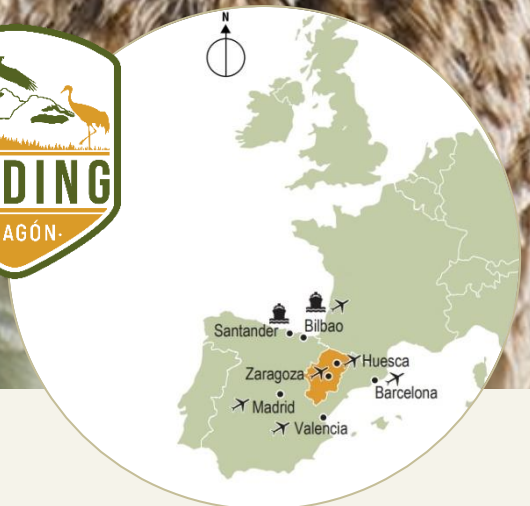 DING
AGÓN·
N
Santander
Bilbao
Huesca
Zaragoza
Barcelona
Madrid
Valencia